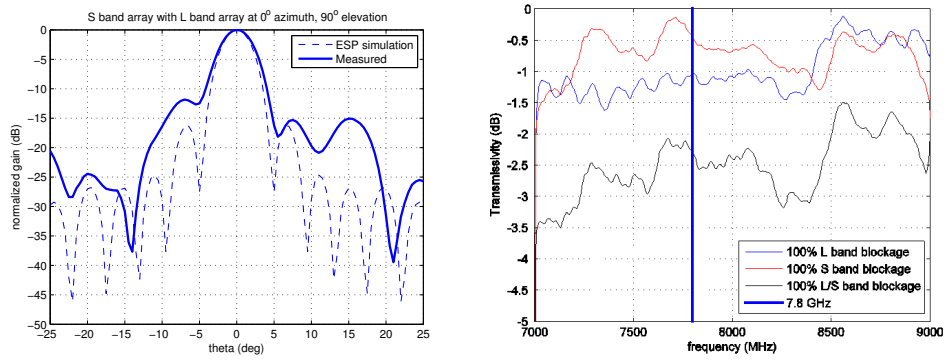 S band array with L band array at 0° azimuth, 90° elevation
normalized gain (dB)
0
−5
−10
−15
−20
−25
−30
−35
−40
−45
−50
ESP simulation
Measured
−25 −20 −15 −10 −5 0 5 10 15 20 25
theta (deg)
Transmissivity (dB)
0
-0.5
-1
-1.5
-2
-2.5
-3
-3.5
-4
-4.5
-5
100% L band blockage
100% S band blockage
100% L/S band blockage
7.8 GHz
7000 7500 8000 8500 9000
frequency (MHz)